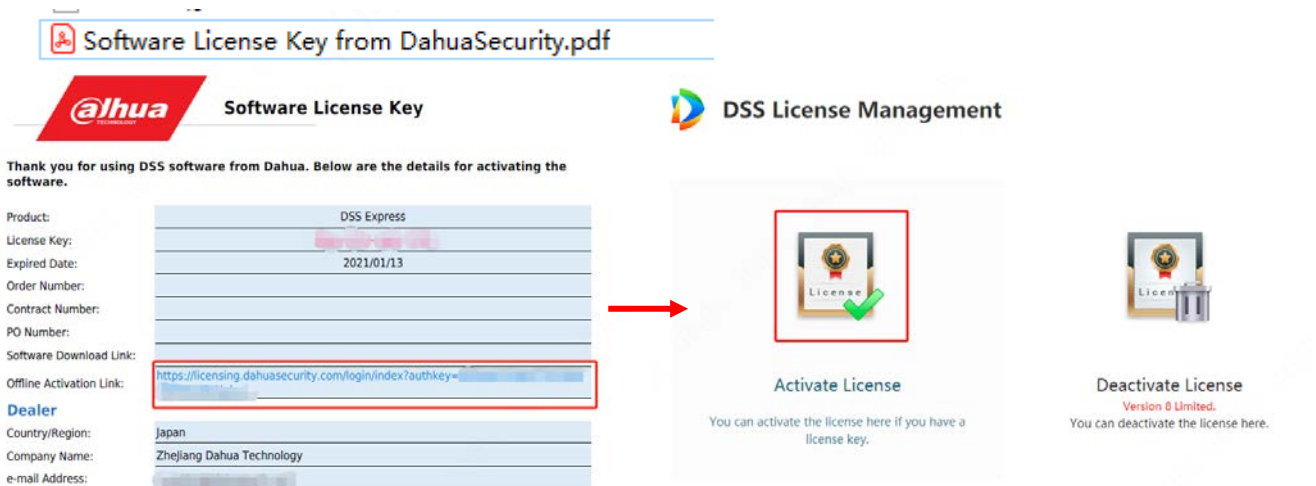 Software License Key from DahuaSecurity.pdf
alhua
TECHNOLOGY
Software License Key
Thank you for using DSS software from Dahua. Below are the details for activating the
software.
Product: DSS Express
License Key:
Expired Date: 2021/01/13
Order Number:
Contract Number:
PO Number:
Software Download Link:
Offline Activation Link: https://licensing.dahuasecurity.com/login/index?authkey=
Dealer
Country/Region: Japan
Company Name: Zhejiang Dahua Technology
e-mail Address:
DSS License Management
License
Activate License
You can activate the license here if you have a
license key.
License
Deactivate License
Version 8 Limited.
You can deactivate the license here.